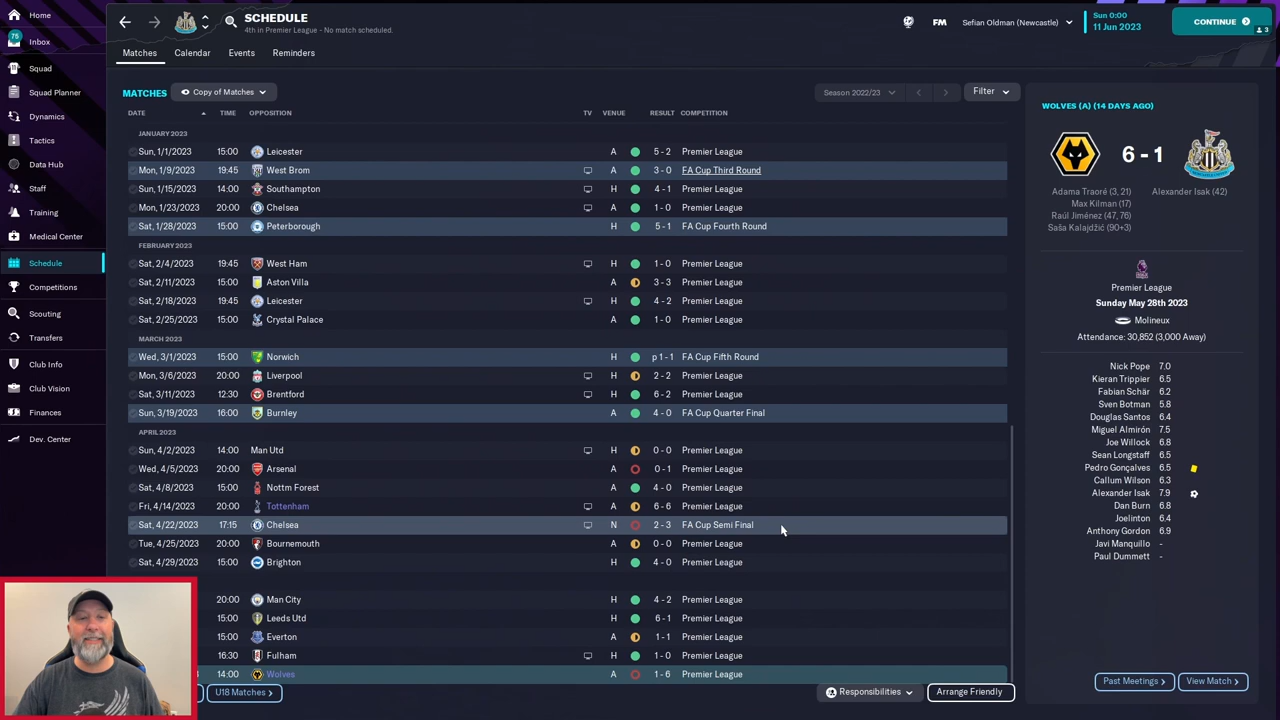 Home
75
Inbox
Squad
Squad Planner
Dynamics
Tactics
Data Hub
Staff
Training
Medical Center
Schedule
Competitions
Scouting
Transfers
Club Info
Club Vision
Finances
Dev. Center
SCHEDULE
4th in Premier League - No match scheduled.
FM
Sefian Oldman (Newcastle)
Sun 0:00
11 Jun 2023
CONTINUE
3
Matches Calendar Events Reminders
MATCHES Copy of Matches Season 2022/23 Filter
DATE TIME OPPOSITION TV VENUE RESULT COMPETITION
JANUARY 2023
Sun, 1/1/2023 15:00 Leicester A 5 - 2 Premier League
Mon, 1/9/2023 19:45 West Brom A 3 - 0 FA Cup Third Round
Sun, 1/15/2023 14:00 Southampton H 4 - 1 Premier League
Mon, 1/23/2023 20:00 Chelsea A 1 - 0 Premier League
Sat, 1/28/2023 15:00 Peterborough H 5 - 1 FA Cup Fourth Round
FEBRUARY 2023
Sat, 2/4/2023 19:45 West Ham H 1 - 0 Premier League
Sat, 2/11/2023 15:00 Aston Villa A 3 - 3 Premier League
Sat, 2/18/2023 19:45 Leicester H 4 - 2 Premier League
Sat, 2/25/2023 15:00 Crystal Palace A 1 - 0 Premier League
MARCH 2023
Wed, 3/1/2023 15:00 Norwich H p 1 - 1 FA Cup Fifth Round
Mon, 3/6/2023 20:00 Liverpool H 2 - 2 Premier League
Sat, 3/11/2023 12:30 Brentford H 6 - 2 Premier League
Sun, 3/19/2023 16:00 Burnley A 4 - 0 FA Cup Quarter Final
APRIL 2023
Sun, 4/2/2023 14:00 Man Utd H 0 - 0 Premier League
Wed, 4/5/2023 20:00 Arsenal A 0 - 1 Premier League
Sat, 4/8/2023 15:00 Nottm Forest A 4 - 0 Premier League
Fri, 4/14/2023 20:00 Tottenham A 6 - 6 Premier League
Sat, 4/22/2023 17:15 Chelsea N 2 - 3 FA Cup Semi Final
Tue, 4/25/2023 20:00 Bournemouth A 0 - 0 Premier League
Sat, 4/29/2023 15:00 Brighton H 4 - 0 Premier League
20:00 Man City H 4 - 2 Premier League
15:00 Leeds Utd H 6 - 1 Premier League
15:00 Everton A 1 - 1 Premier League
16:30 Fulham H 1 - 0 Premier League
14:00 Wolves A 1 - 6 Premier League
U18 Matches
Responsibilities
Arrange Friendly
WOLVES (A) (14 DAYS AGO)
6 - 1
Adama Traoré (3, 21) Alexander Isak (42)
Max Kilman (17)
Raúl Jiménez (47, 76)
Saša Kalajdžić (90+3)
Premier League
Sunday May 28th 2023
Molineux
Attendance: 30,852 (3,000 Away)
Nick Pope 7.0
Kieran Trippier 6.5
Fabian Schär 6.2
Sven Botman 5.8
Douglas Santos 6.4
Miguel Almirón 7.5
Joe Willock 6.8
Sean Longstaff 6.5
Pedro Gonçalves 6.5
Callum Wilson 6.3
Alexander Isak 7.9
Dan Burn 6.8
Joelinton 6.4
Anthony Gordon 6.9
Javi Manquillo -
Paul Dummett -
Past Meetings
View Match